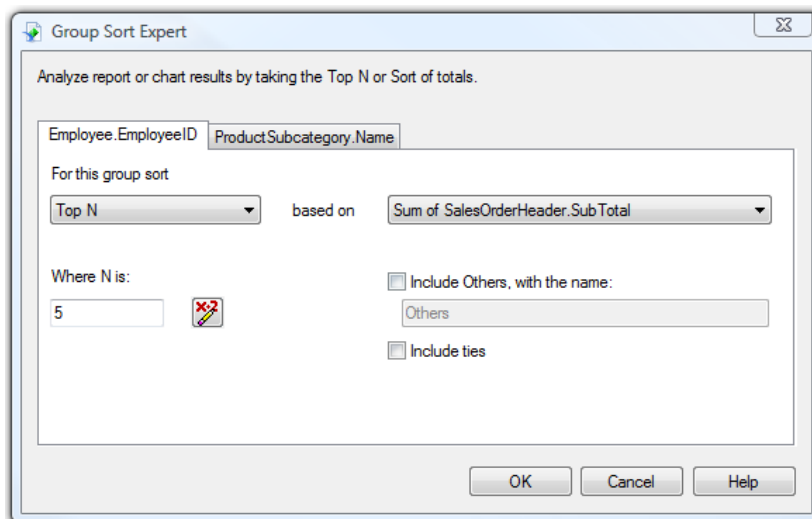 Group Sort Expert
Analyze report or chart results by taking the Top N or Sort of totals.
Employee.EmployeeID ProductSubcategory.Name
For this group sort
Top N based on Sum of SalesOrderHeader.SubTotal
Where N is: Include Others, with the name:
5 X+2 Others
Include ties
OK Cancel Help